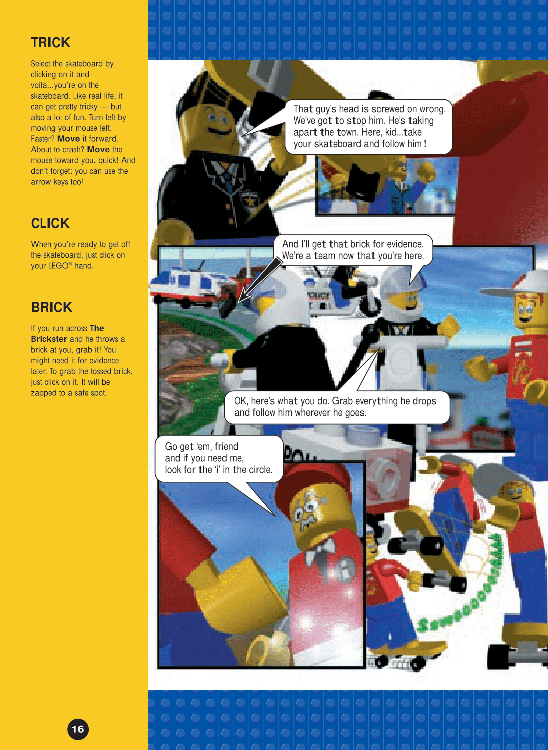 TRICK
Select the skateboard by
clicking on it and
voilá...you're on the
skateboard. Like real life, it
can get pretty tricky — but
also a lot of fun. Turn left by
moving your mouse left.
Faster? Move it forward.
About to crash? Move the
mouse toward you, quick! And
don't forget: you can use the
arrow keys too!
CLICK
When you're ready to get off
the skateboard, just click on
your LEGO® hand.
BRICK
If you run across The
Brickster and he throws a
brick at you, grab it! You
might need it for evidence
later. To grab the tossed brick,
just click on it. It will be
zapped to a safe spot.
That guy's head is screwed on wrong.
We've got to stop him. He's taking
apart the town. Here, kid...take
your skateboard and follow him!
And I'll get that brick for evidence.
We're a team now that you're here.
POLICE
OK, here's what you do. Grab everything he drops
and follow him wherever he goes.
Go get 'em, friend
and if you need me,
look for the 'i' in the circle.
16